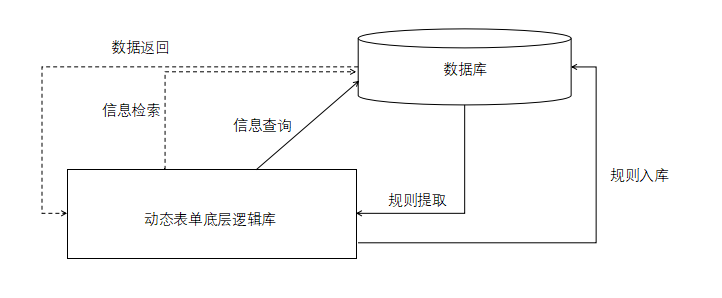 数据返回
数据库
信息检索
信息查询
规则入库
规则提取
动态表单底层逻辑库